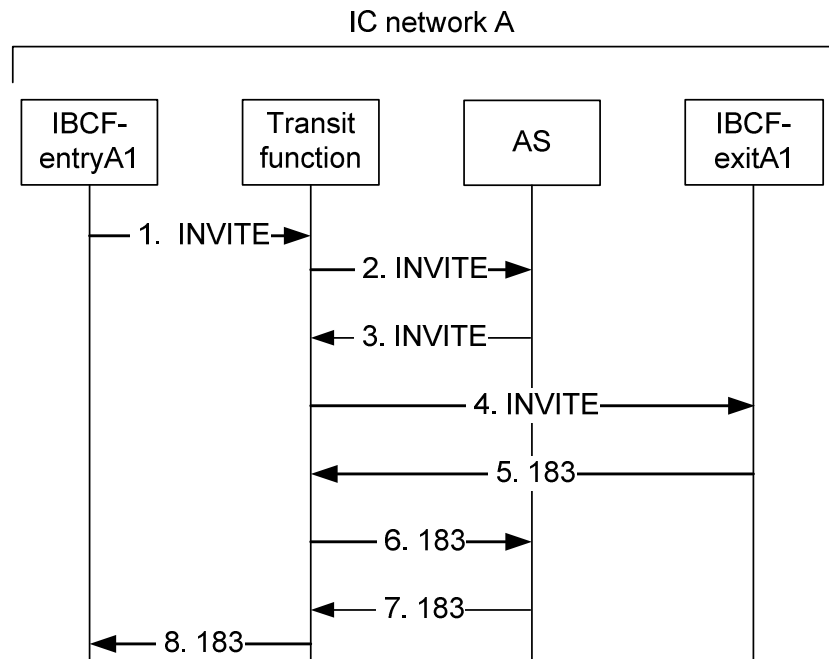 IC network A
IBCF-
entryA1
Transit
function
AS
IBCF-
exitA1
1. INVITE
2. INVITE
3. INVITE
4. INVITE
5. 183
6. 183
7. 183
8. 183